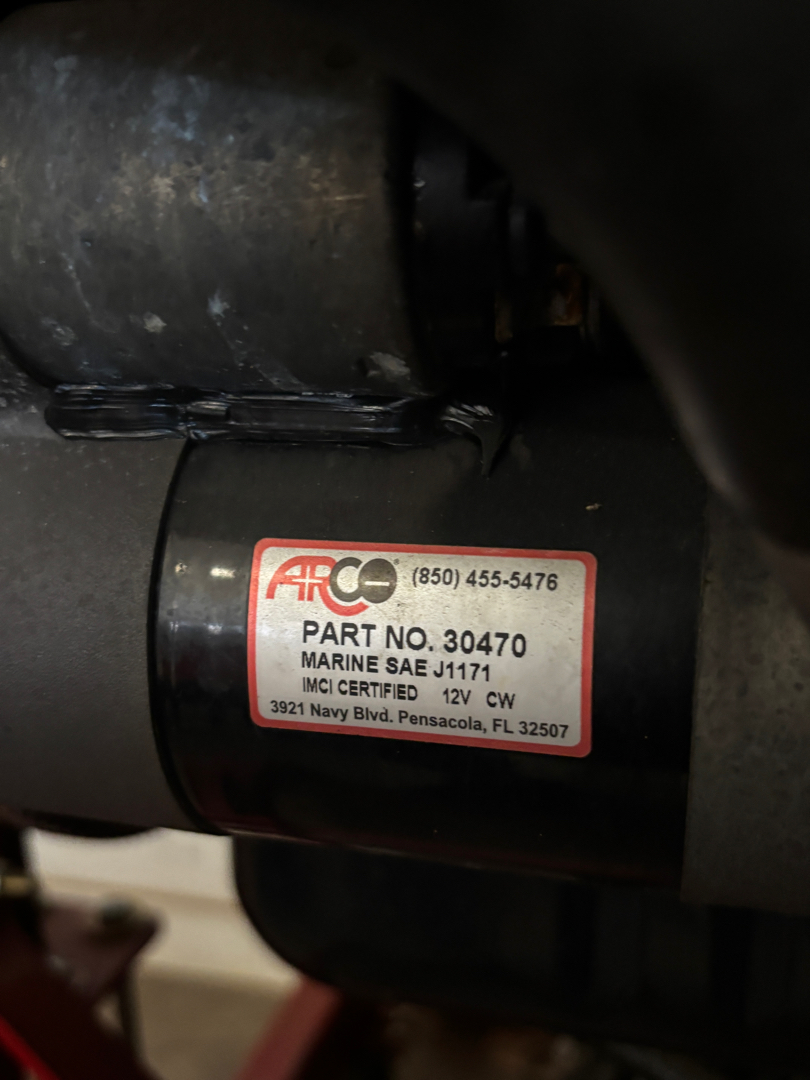 ARCO® (850) 455-5476
PART NO. 30470
MARINE SAE J1171
IMCI CERTIFIED 12V CW
3921 Navy Blvd. Pensacola, FL 32507